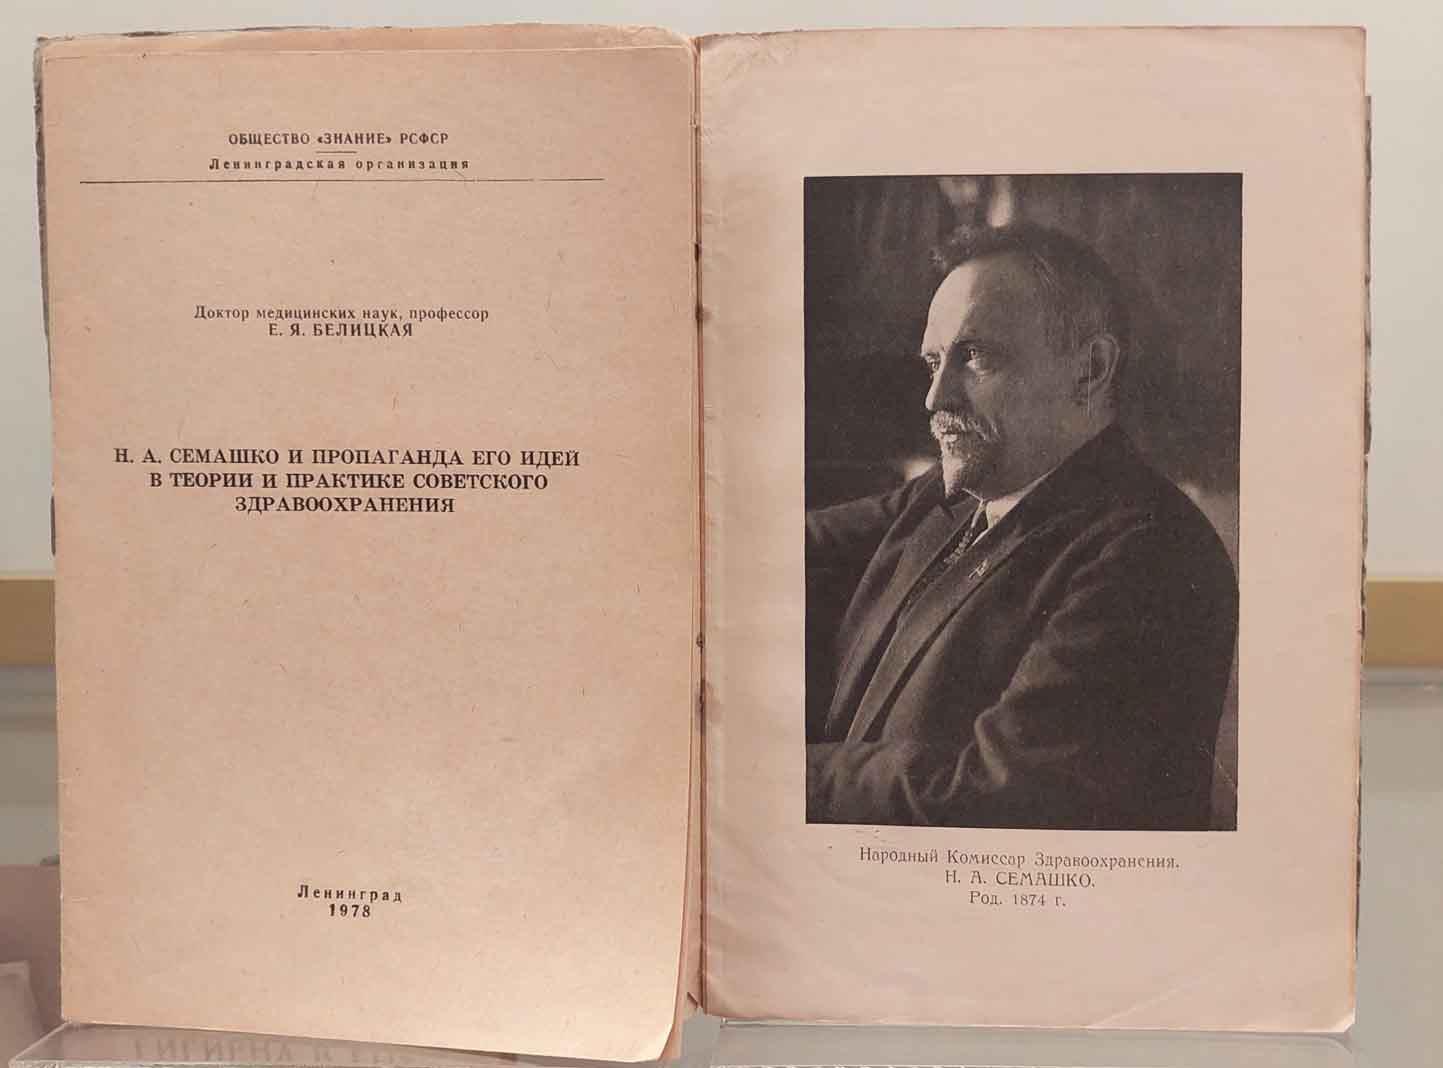 ОБЩЕСТВО «ЗНАНИЕ» РСФСР
Ленинградская организация
Доктор медицинских наук, профессор
Е. Я. БЕЛИЦКАЯ
Н. А. СЕМАШКО И ПРОПАГАНДА ЕГО ИДЕЙ
В ТЕОРИИ И ПРАКТИКЕ СОВЕТСКОГО
ЗДРАВООХРАНЕНИЯ
Ленинград
1978
Народный Комиссар Здравоохранения.
Н. А. СЕМАШКО.
Род. 1874 г.